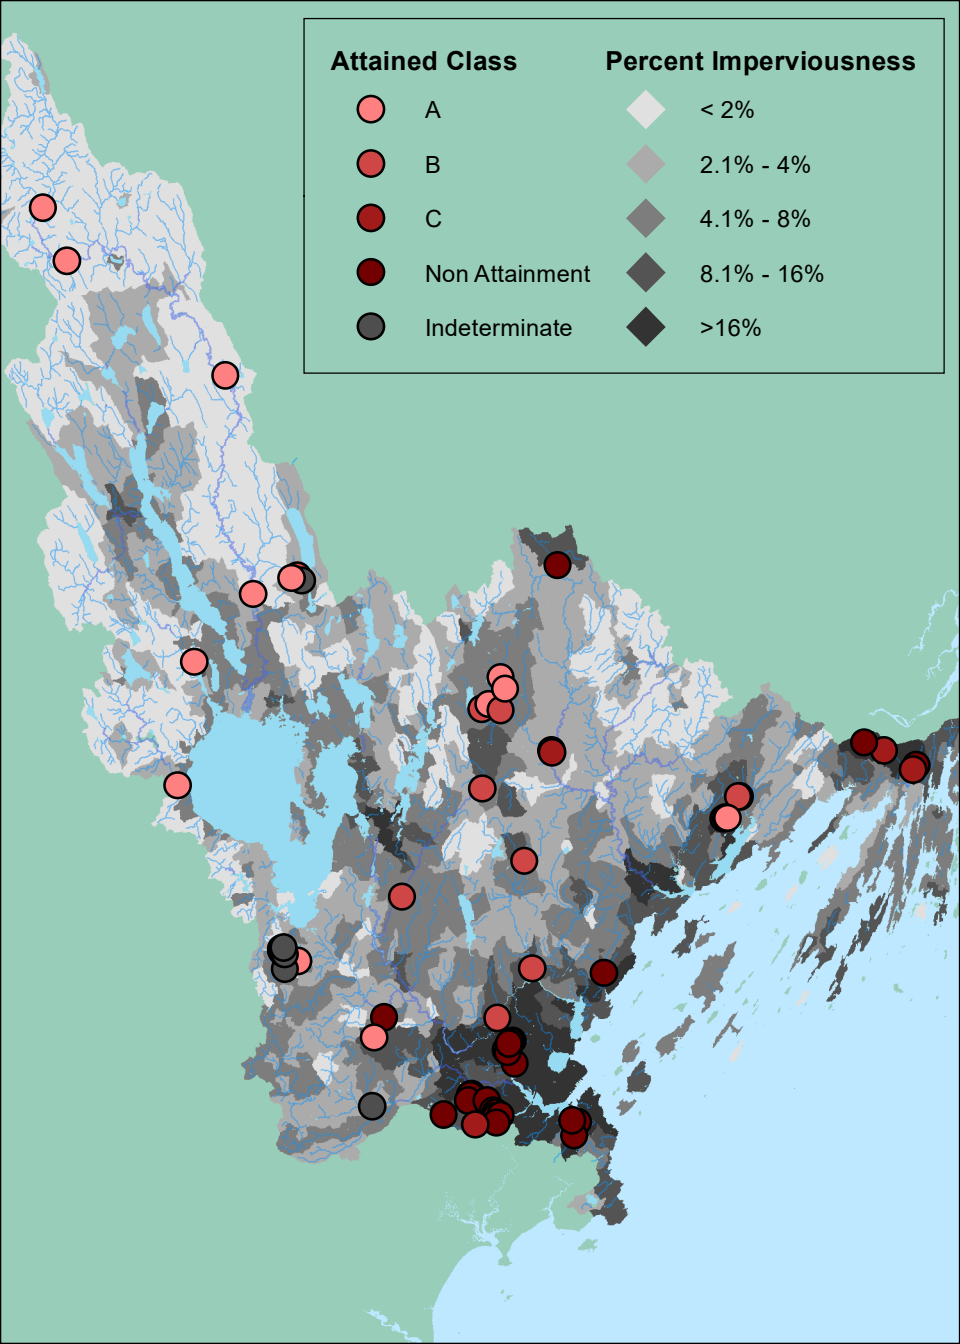 Attained Class
A
B
C
Non Attainment
Indeterminate
Percent Imperviousness
< 2%
2.1% - 4%
4.1% - 8%
8.1% - 16%
>16%